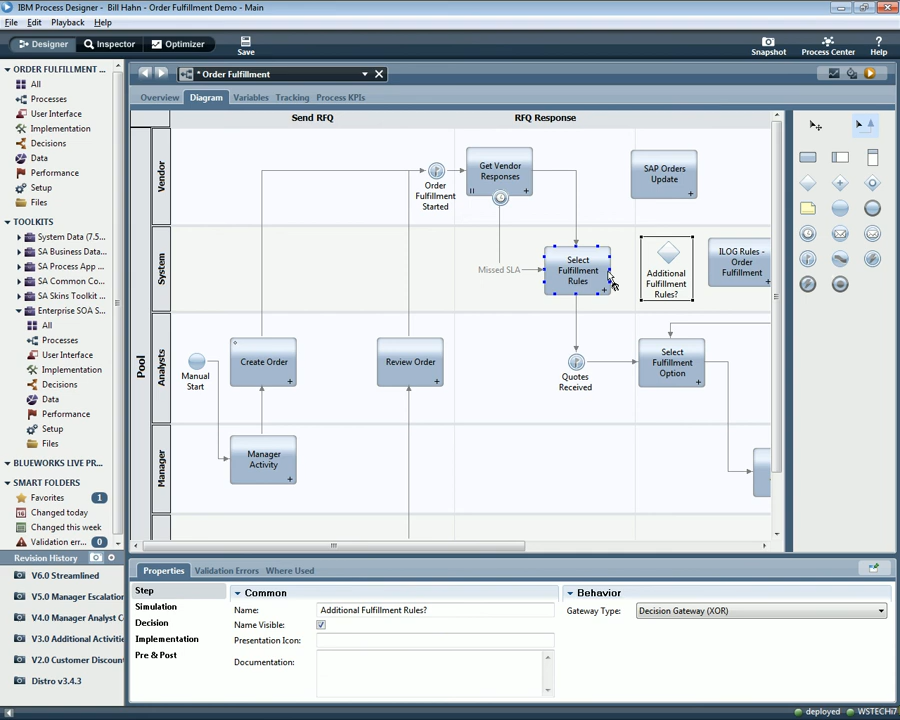 IBM Process Designer - Bill Hahn - Order Fulfillment Demo - Main
File Edit Playback Help
Designer Inspector Optimizer
Save
Snapshot Process Center Help
ORDER FULFILLMENT ...
All
Processes
User Interface
Implementation
Decisions
Data
Performance
Setup
Files
TOOLKITS
System Data (7.5...
SA Business Data...
SA Process App ...
SA Common Co...
SA Skins Toolkit ...
Enterprise SOA S...
All
Processes
User Interface
Implementation
Decisions
Data
Performance
Setup
Files
BLUEWORKS LIVE PR...
SMART FOLDERS
Favorites 1
Changed today
Changed this week
Validation err... 0
Revision History
V6.0 Streamlined
V5.0 Manager Escalation
V4.0 Manager Analyst C
V3.0 Additional Activitie
V2.0 Customer Discoun
Distro v3.4.3
* Order Fulfillment
Overview Diagram Variables Tracking Process KPIs
Send RFQ RFQ Response
Pool
Vendor
System
Analysts
Manager
Order
Fulfillment
Started
Get Vendor
Responses
SAP Orders
Update
Missed SLA
Select
Fulfillment
Rules
Additional
Fulfillment
Rules?
ILOG Rules -
Order
Fulfillment
Manual
Start
Create Order
Review Order
Quotes
Received
Select
Fulfillment
Option
Manager
Activity
Properties Validation Errors Where Used
Step
Simulation
Decision
Implementation
Pre & Post
Common
Name: Additional Fulfillment Rules?
Name Visible:
Presentation Icon:
Documentation:
Behavior
Gateway Type: Decision Gateway (XOR)
deployed WSTECHi7